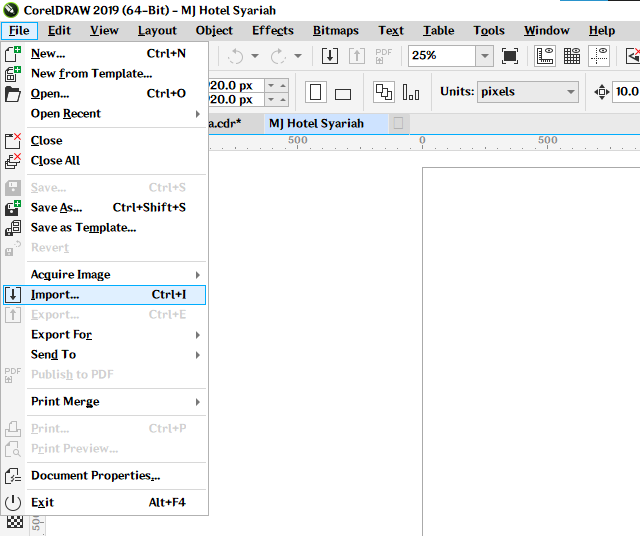 CorelDRAW 2019 (64-Bit) - MJ Hotel Syariah
File Edit View Layout Object Effects Bitmaps Text Table Tools Window Help
New... Ctrl+N
New from Template...
Open... Ctrl+O
Open Recent
Close
Close All
Save... Ctrl+S
Save As... Ctrl+Shift+S
Save as Template...
Revert
Acquire Image
Import... Ctrl+I
Export... Ctrl+E
Export For
Send To
PDF Publish to PDF
Print Merge
Print... Ctrl+P
Print Preview...
Document Properties...
Exit Alt+F4
PDF 25%
920.0 px
920.0 px
Units: pixels 10.0
a.cdr* MJ Hotel Syariah
500 0 500
500